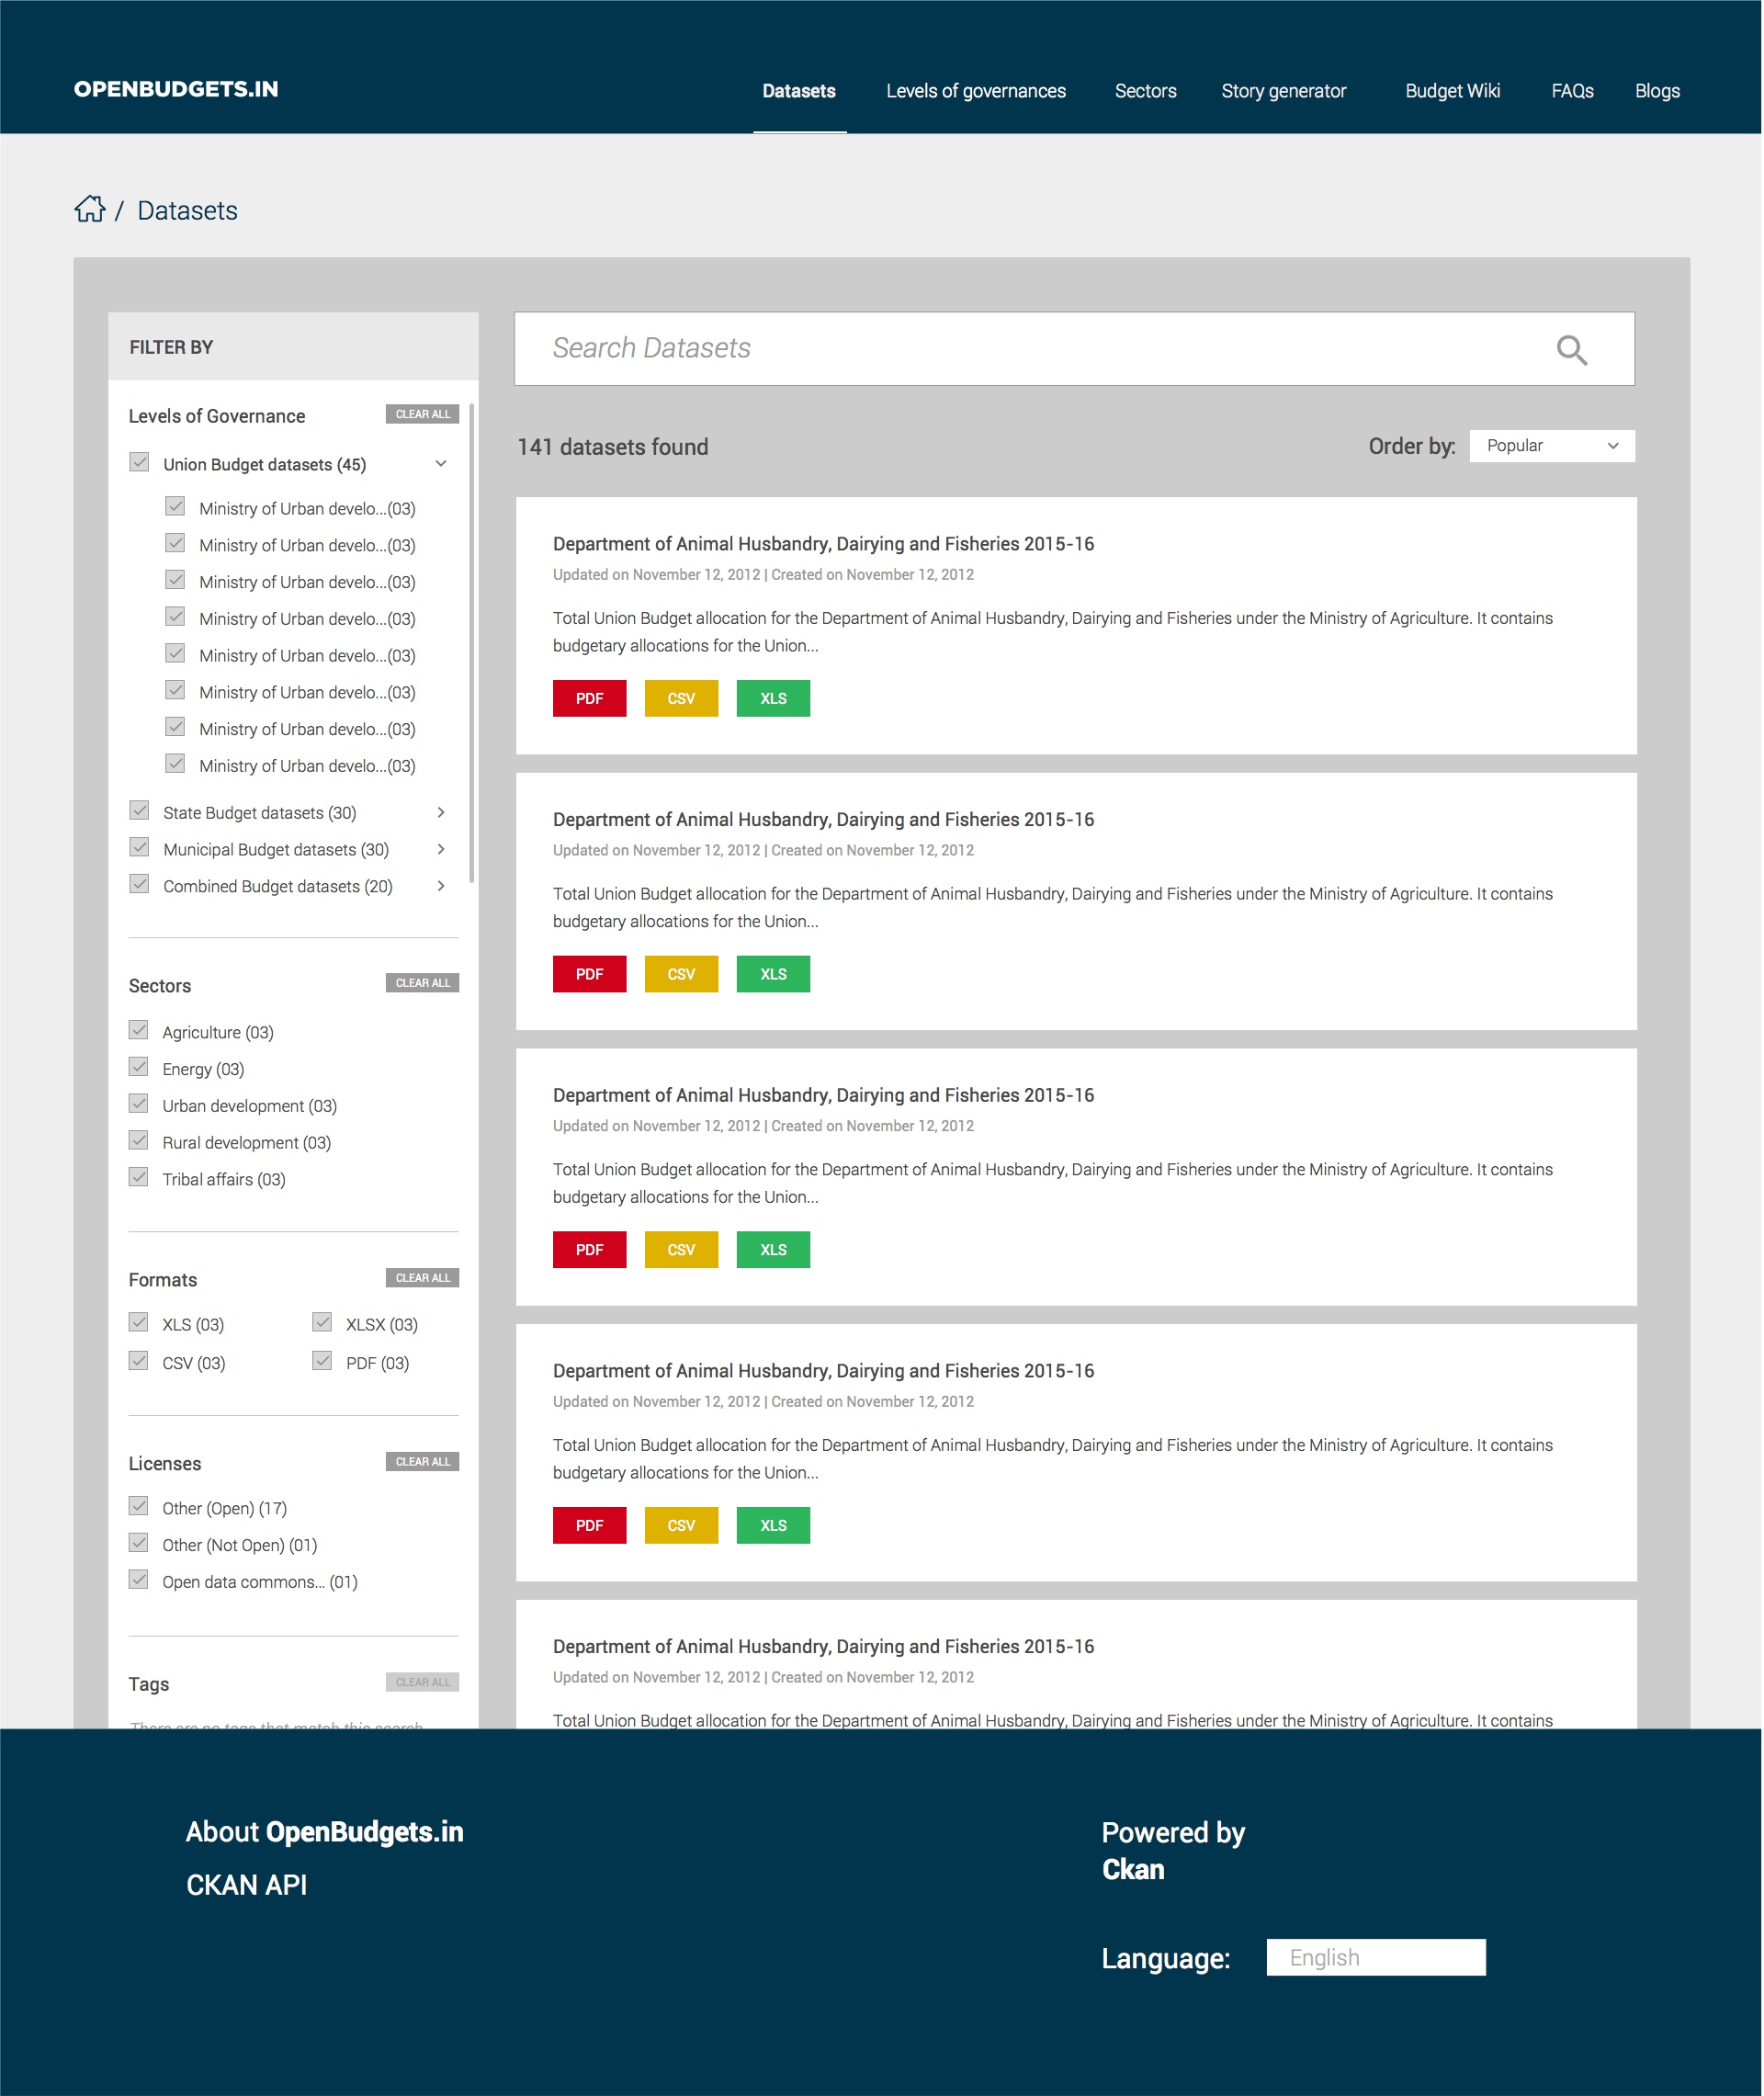 OPENBUDGETS.IN
Datasets
Levels of governances
Sectors
Story generator
Budget Wiki
FAQs
Blogs
/ Datasets
FILTER BY
Levels of Governance
CLEAR ALL
Union Budget datasets (45)
Ministry of Urban develo...(03)
Ministry of Urban develo...(03)
Ministry of Urban develo...(03)
Ministry of Urban develo...(03)
Ministry of Urban develo...(03)
Ministry of Urban develo...(03)
Ministry of Urban develo...(03)
Ministry of Urban develo...(03)
State Budget datasets (30)
Municipal Budget datasets (30)
Combined Budget datasets (20)
Sectors
CLEAR ALL
Agriculture (03)
Energy (03)
Urban development (03)
Rural development (03)
Tribal affairs (03)
Formats
CLEAR ALL
XLS (03)
XLSX (03)
CSV (03)
PDF (03)
Licenses
CLEAR ALL
Other (Open) (17)
Other (Not Open) (01)
Open data commons... (01)
Tags
CLEAR ALL
There are no tags that match this search
Search Datasets
141 datasets found
Order by:
Popular
Department of Animal Husbandry, Dairying and Fisheries 2015-16
Updated on November 12, 2012 | Created on November 12, 2012
Total Union Budget allocation for the Department of Animal Husbandry, Dairying and Fisheries under the Ministry of Agriculture. It contains
budgetary allocations for the Union...
PDF
CSV
XLS
Department of Animal Husbandry, Dairying and Fisheries 2015-16
Updated on November 12, 2012 | Created on November 12, 2012
Total Union Budget allocation for the Department of Animal Husbandry, Dairying and Fisheries under the Ministry of Agriculture. It contains
budgetary allocations for the Union...
PDF
CSV
XLS
Department of Animal Husbandry, Dairying and Fisheries 2015-16
Updated on November 12, 2012 | Created on November 12, 2012
Total Union Budget allocation for the Department of Animal Husbandry, Dairying and Fisheries under the Ministry of Agriculture. It contains
budgetary allocations for the Union...
PDF
CSV
XLS
Department of Animal Husbandry, Dairying and Fisheries 2015-16
Updated on November 12, 2012 | Created on November 12, 2012
Total Union Budget allocation for the Department of Animal Husbandry, Dairying and Fisheries under the Ministry of Agriculture. It contains
budgetary allocations for the Union...
PDF
CSV
XLS
Department of Animal Husbandry, Dairying and Fisheries 2015-16
Updated on November 12, 2012 | Created on November 12, 2012
Total Union Budget allocation for the Department of Animal Husbandry, Dairying and Fisheries under the Ministry of Agriculture. It contains
About OpenBudgets.in
CKAN API
Powered by
Ckan
Language:
English